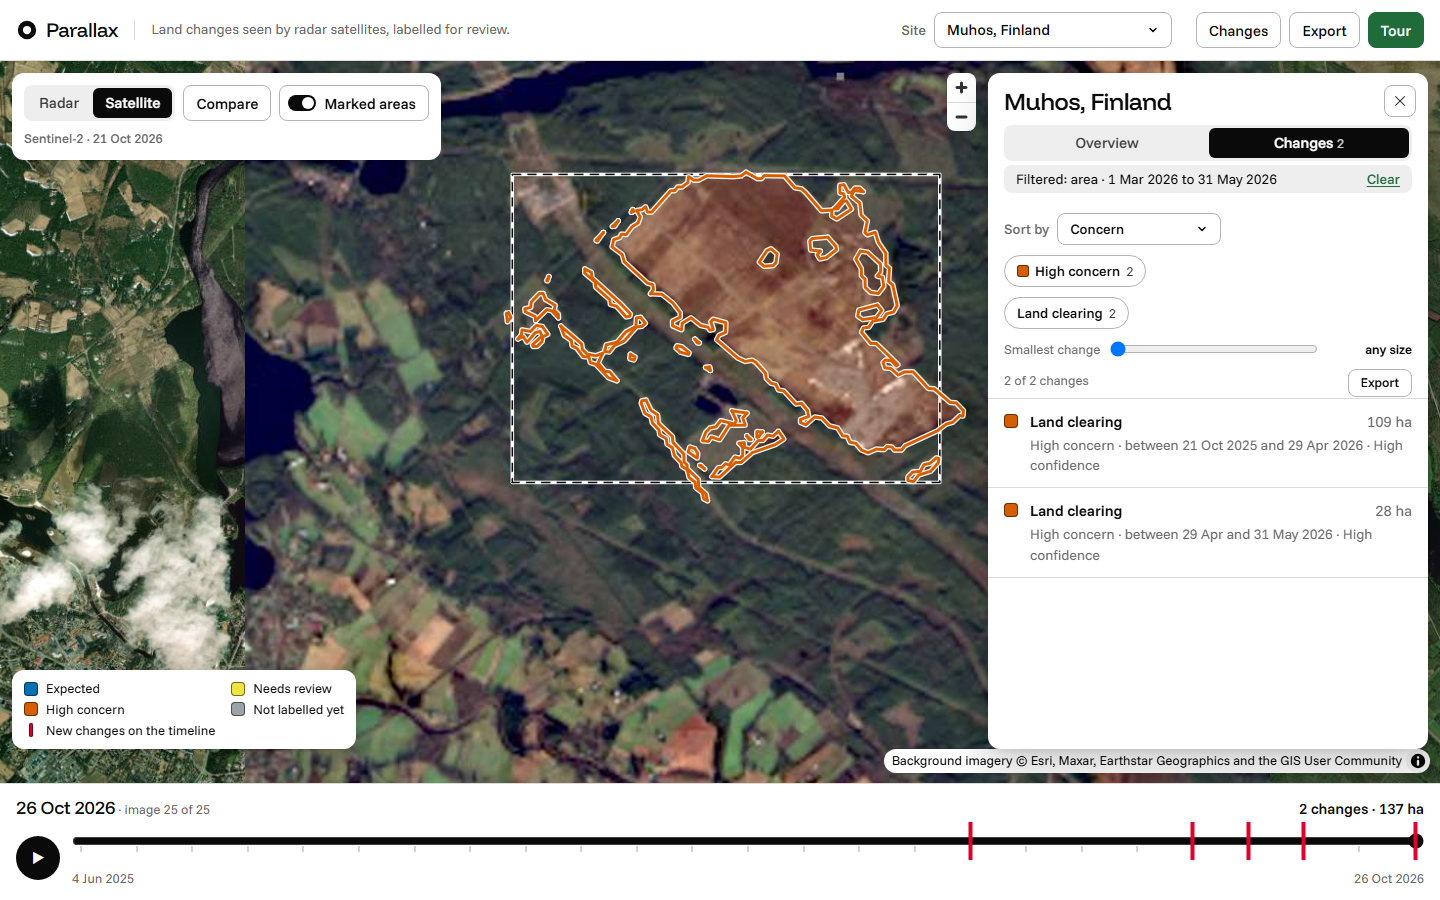 Parallax
Land changes seen by radar satellites, labelled for review.
Site
Muhos, Finland
Changes
Export
Tour
Radar
Satellite
Compare
Marked areas
Sentinel-2 · 21 Oct 2026
+
−
Muhos, Finland
Overview
Changes 2
Filtered: area · 1 Mar 2026 to 31 May 2026
Clear
Sort by
Concern
High concern 2
Land clearing 2
Smallest change
any size
2 of 2 changes
Export
Land clearing
109 ha
High concern · between 21 Oct 2025 and 29 Apr 2026 · High
confidence
Land clearing
28 ha
High concern · between 29 Apr and 31 May 2026 · High
confidence
Expected
Needs review
High concern
Not labelled yet
New changes on the timeline
Background imagery © Esri, Maxar, Earthstar Geographics and the GIS User Community
26 Oct 2026 · image 25 of 25
2 changes · 137 ha
4 Jun 2025
26 Oct 2026